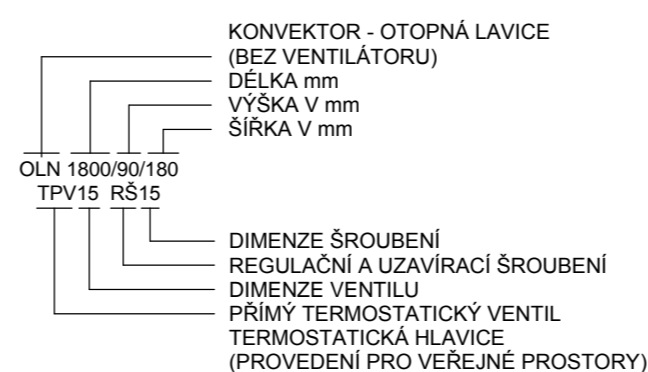 KONVEKTOR - OTOPNÁ LAVICE
(BEZ VENTILÁTORU)
DÉLKA mm
VÝŠKA V mm
ŠÍŘKA V mm
OLN 1800/90/180
TPV15 RŠ15
DIMENZE ŠROUBENÍ
REGULAČNÍ A UZAVÍRACÍ ŠROUBENÍ
DIMENZE VENTILU
PŘÍMÝ TERMOSTATICKÝ VENTIL
TERMOSTATICKÁ HLAVICE
(PROVEDENÍ PRO VEŘEJNÉ PROSTORY)